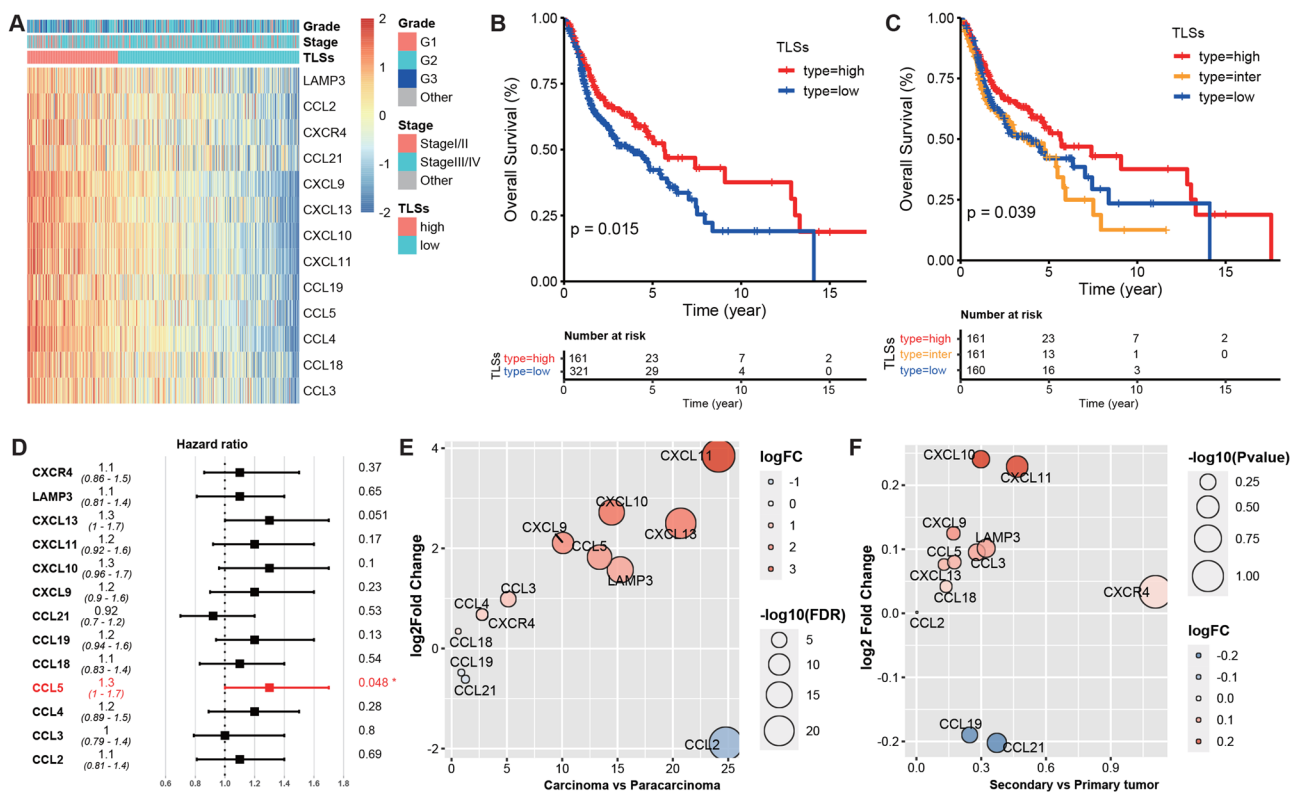 A
Grade
Stage
TLSs
LAMP3
CCL2
CXCR4
CCL21
CXCL9
CXCL13
CXCL10
CXCL11
CCL19
CCL5
CCL4
CCL18
CCL3
2
1
0
-1
-2
Grade
G1
G2
G3
Other
Stage
StageI/II
StageIII/IV
Other
TLSs
high
low
B
Overall Survival (%)
1.00
0.75
0.50
0.25
0.00
p = 0.015
TLSs
type=high
type=low
0 5 10 15
Time (year)
Number at risk
TLSs
type=high 161 23 7 2
type=low 321 29 4 0
0 5 10 15
Time (year)
C
Overall Survival (%)
1.00
0.75
0.50
0.25
0.00
p = 0.039
TLSs
type=high
type=inter
type=low
0 5 10 15
Time (year)
Number at risk
TLSs
type=high 161 23 7 2
type=inter 161 13 1 0
type=low 160 16 3
0 5 10 15
Time (year)
D
Hazard ratio
CXCR4 1.1 0.37
(0.86 - 1.5)
LAMP3 1.1 0.65
(0.81 - 1.4)
CXCL13 1.3 0.051
(1 - 1.7)
CXCL11 1.2 0.17
(0.92 - 1.6)
CXCL10 1.3 0.1
(0.96 - 1.7)
CXCL9 1.2 0.23
(0.9 - 1.6)
CCL21 0.92 0.53
(0.7 - 1.2)
CCL19 1.2 0.13
(0.94 - 1.6)
CCL18 1.1 0.54
(0.83 - 1.4)
CCL5 1.3 0.048 *
(1 - 1.7)
CCL4 1.2 0.28
(0.89 - 1.5)
CCL3 1 0.8
(0.79 - 1.4)
CCL2 1.1 0.69
(0.81 - 1.4)
0.6 0.8 1.0 1.2 1.4 1.6 1.8
E
log2Fold Change
4
2
0
-2
CXCL11
CXCL10
CXCL9
CXCL13
CCL5
LAMP3
CCL3
CCL4
CXCR4
CCL18
CCL19
CCL21
CCL2
0 5 10 15 20 25
Carcinoma vs Paracarcinoma
logFC
-1
0
1
2
3
-log10(FDR)
5
10
15
20
F
log2 Fold Change
0.2
0.1
0.0
-0.1
-0.2
CXCL10
CXCL11
CXCL9
LAMP3
CCL5
CCL3
CXCL13
CCL18
CXCR4
CCL2
CCL19
CCL21
0.0 0.3 0.6 0.9
Secondary vs Primary tumor
-log10(Pvalue)
0.25
0.50
0.75
1.00
logFC
-0.2
-0.1
0.0
0.1
0.2